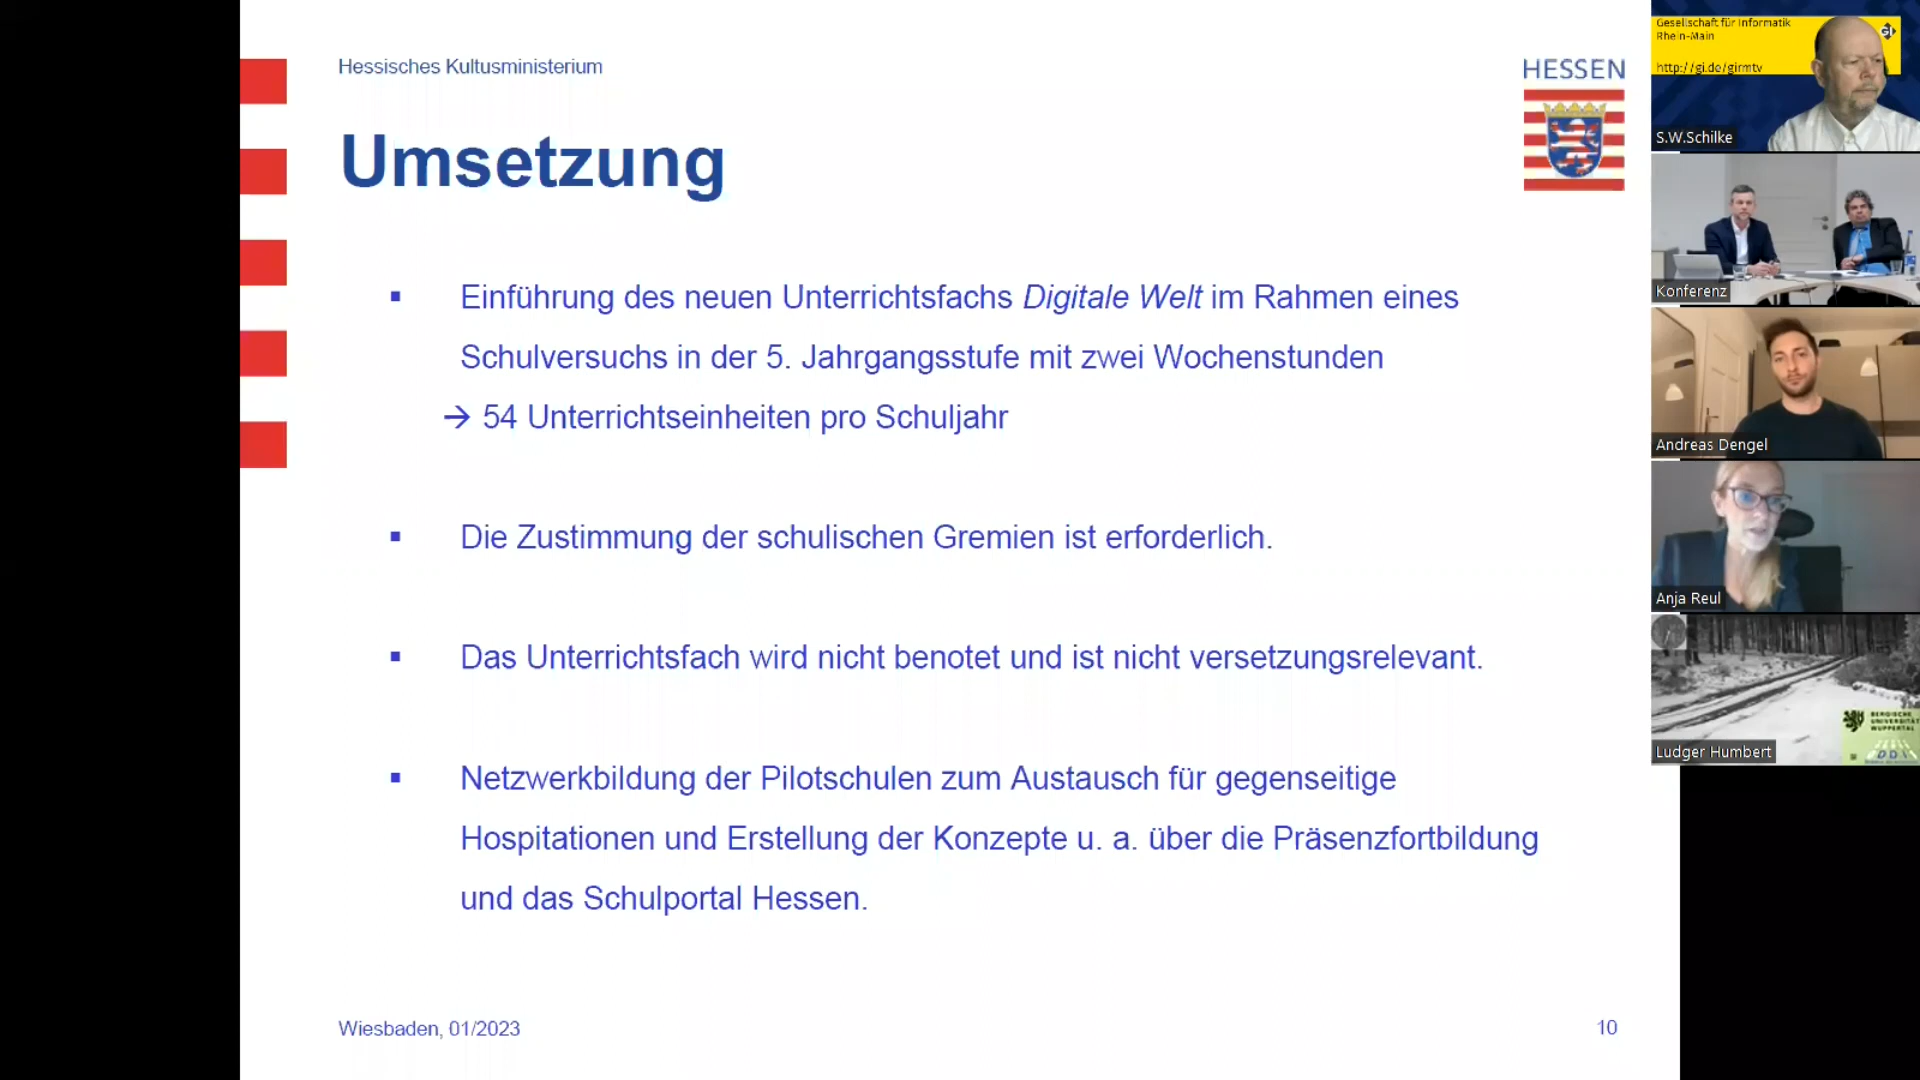 Hessisches Kultusministerium
HESSEN
Umsetzung
▪ Einführung des neuen Unterrichtsfachs Digitale Welt im Rahmen eines
Schulversuchs in der 5. Jahrgangsstufe mit zwei Wochenstunden
→ 54 Unterrichtseinheiten pro Schuljahr
▪ Die Zustimmung der schulischen Gremien ist erforderlich.
▪ Das Unterrichtsfach wird nicht benotet und ist nicht versetzungsrelevant.
▪ Netzwerkbildung der Pilotschulen zum Austausch für gegenseitige
Hospitationen und Erstellung der Konzepte u. a. über die Präsenzfortbildung
und das Schulportal Hessen.
Wiesbaden, 01/2023
10
Gesellschaft für Informatik
Rhein-Main
GI
http://gi.de/girmtv
S.W.Schilke
Konferenz
Andreas Dengel
Anja Reul
BERGISCHE
UNIVERSITÄT
WUPPERTAL
DDI
Ludger Humbert